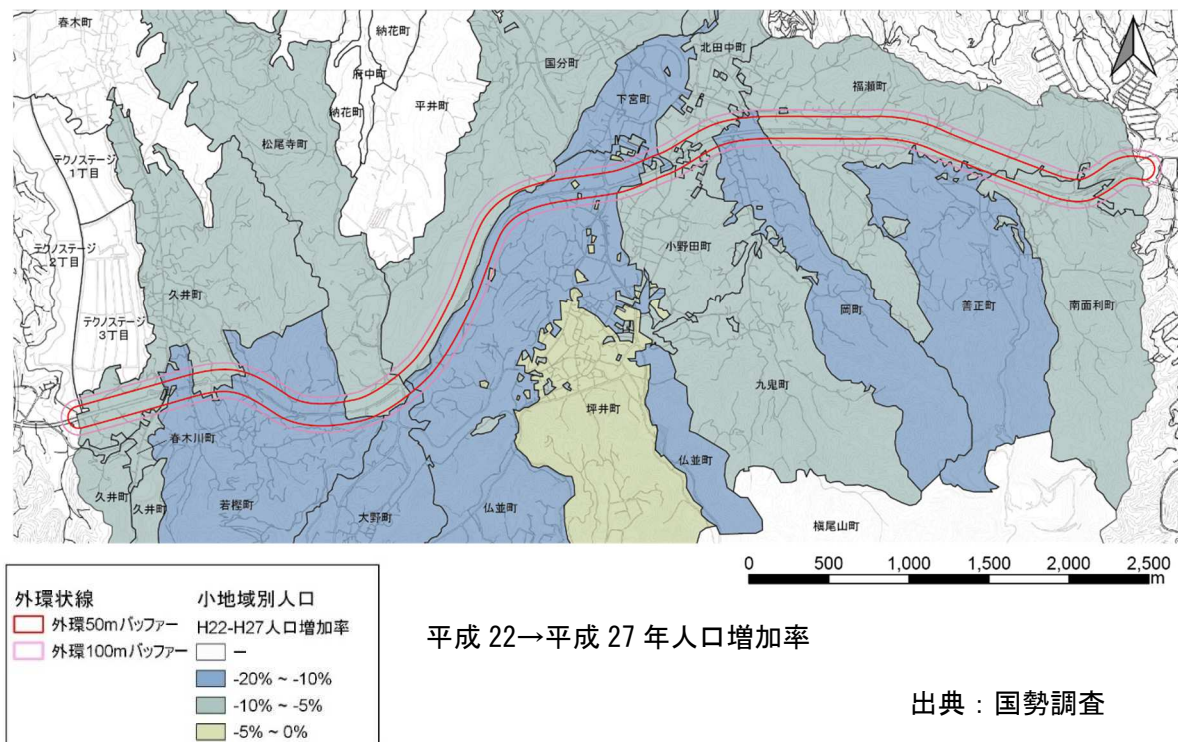 春木町
納花町
府中町
納花町
平井町
国分町
下宮町
北田中町
福瀬町
松尾寺町
テクノステージ
1丁目
テクノステージ
2丁目
テクノステージ
3丁目
久井町
小野田町
岡町
善正町
南面利町
九鬼町
坪井町
春木川町
久井町
久井町
若樫町
大野町
仏並町
仏並町
槇尾山町
0 500 1,000 1,500 2,000 2,500
m
外環状線
外環50mバッファー
外環100mバッファー
小地域別人口
H22-H27人口増加率
ー
-20% ~ -10%
-10% ~ -5%
-5% ~ 0%
平成 22→平成 27 年人口増加率
出典：国勢調査